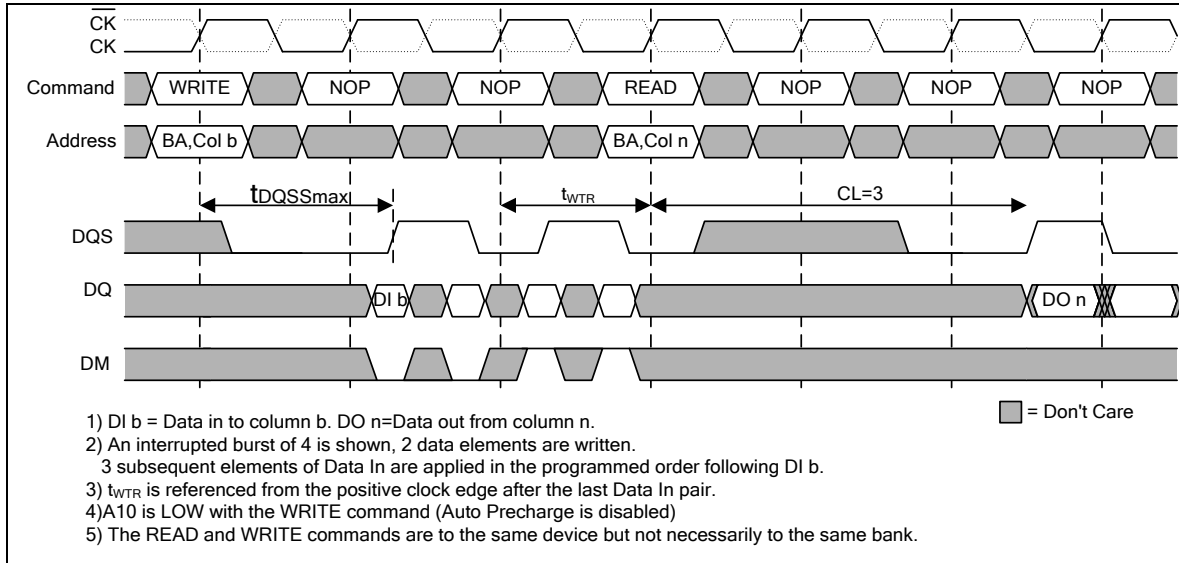 CK
CK
Command WRITE NOP NOP READ NOP NOP NOP
Address BA,Col b BA,Col n
tDQSSmax tWTR CL=3
DQS
DQ DI b DO n
DM
1) DI b = Data in to column b. DO n=Data out from column n.
2) An interrupted burst of 4 is shown, 2 data elements are written.
3 subsequent elements of Data In are applied in the programmed order following DI b.
3) tWTR is referenced from the positive clock edge after the last Data In pair.
4)A10 is LOW with the WRITE command (Auto Precharge is disabled)
5) The READ and WRITE commands are to the same device but not necessarily to the same bank.
= Don't Care